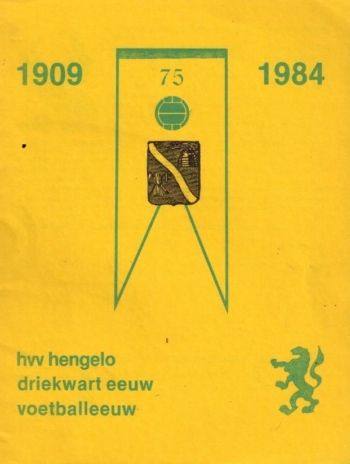 1909 75 1984
hvv hengelo
driekwart eeuw
voetballeeuw